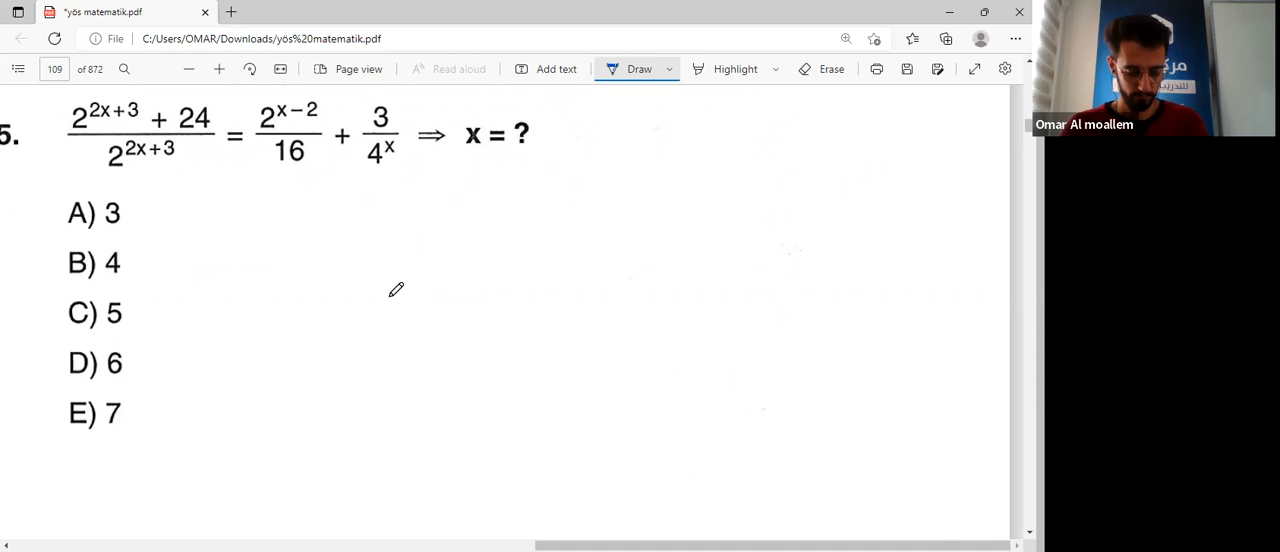 *yös matematik.pdf
File C:/Users/OMAR/Downloads/yös%20matematik.pdf
109 of 872 Page view Read aloud Add text Draw Highlight Erase
5. (2^{2x+3} + 24)/2^{2x+3} = 2^{x-2}/16 + 3/4^x ⇒ x = ?
A) 3
B) 4
C) 5
D) 6
E) 7
Omar Al moallem